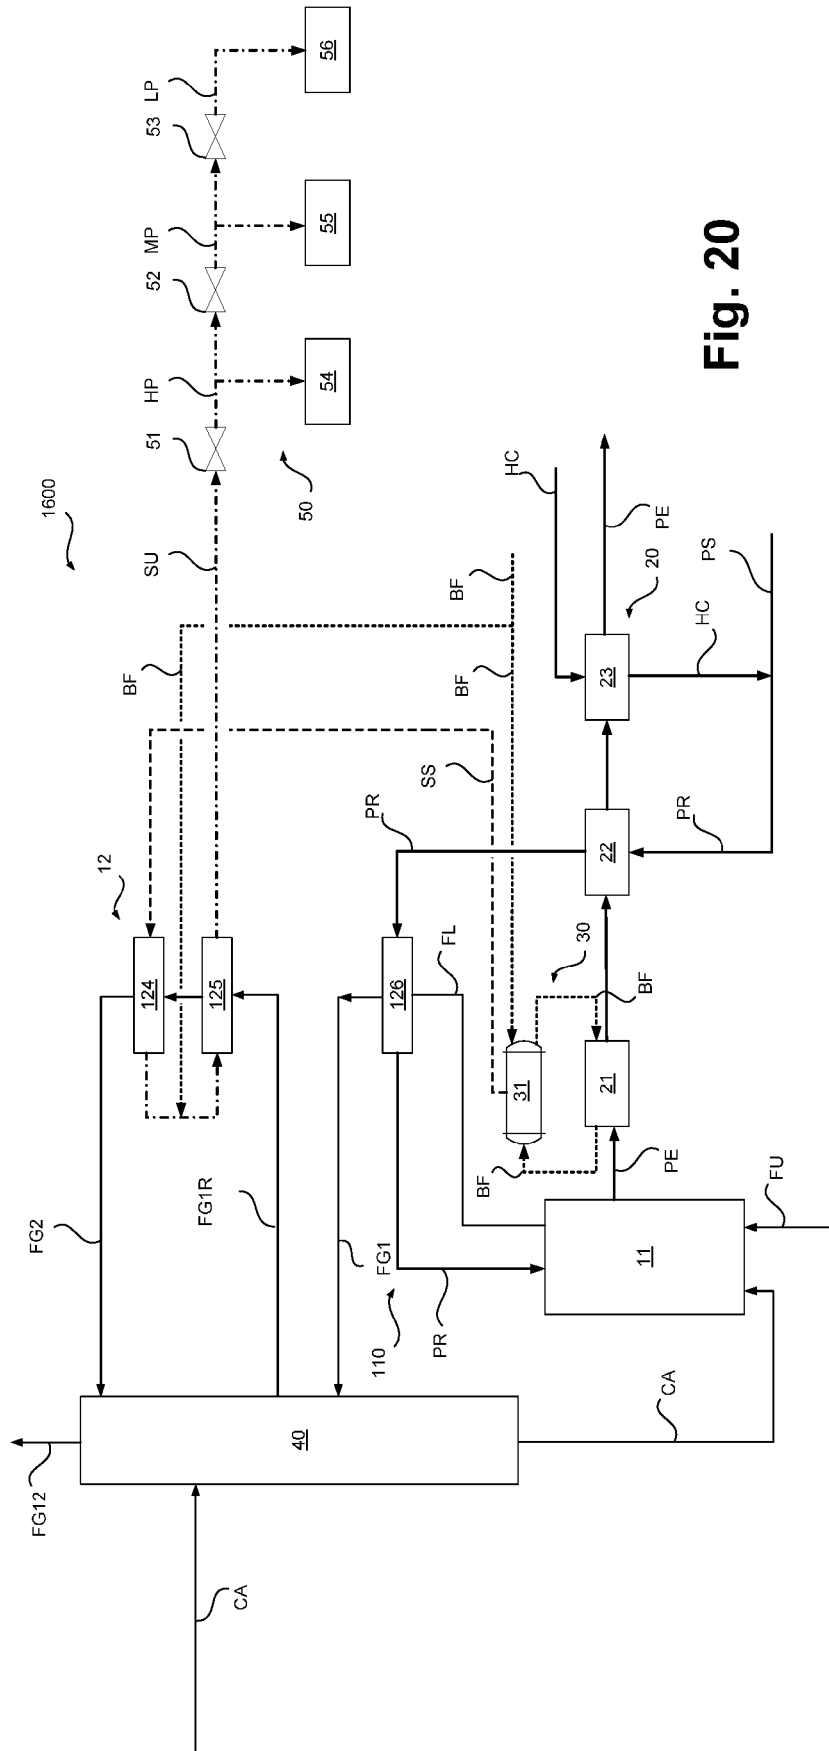 1600
FG12
FG2
12
BF
SU
51
HP
52
MP
53
LP
124
125
54
55
56
50
CA
40
FG1R
FG1
PR
110
126
PR
FL
SS
BF
BF
HC
31
30
BF
BF
21
22
23
PE
20
PE
11
CA
FU
PR
HC
PS
Fig. 20